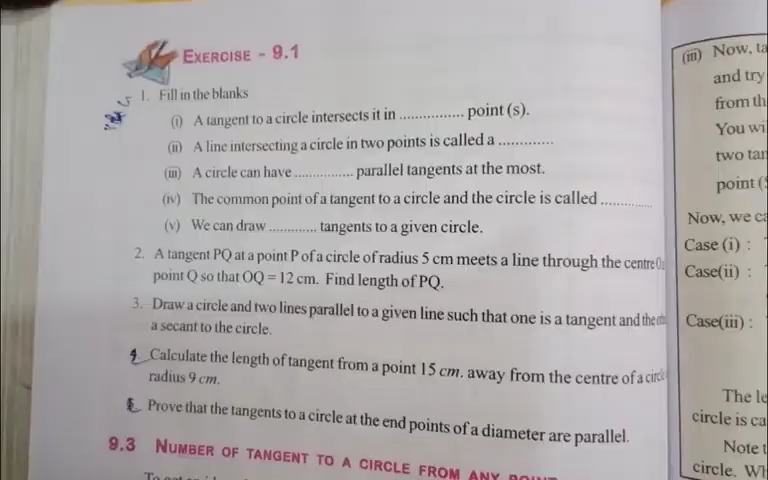 EXERCISE - 9.1
1. Fill in the blanks
(i) A tangent to a circle intersects it in ................ point (s).
(ii) A line intersecting a circle in two points is called a .............
(iii) A circle can have ............... parallel tangents at the most.
(iv) The common point of a tangent to a circle and the circle is called .............
(v) We can draw ............ tangents to a given circle.
2. A tangent PQ at a point P of a circle of radius 5 cm meets a line through the centre O
point Q so that OQ = 12 cm. Find length of PQ.
3. Draw a circle and two lines parallel to a given line such that one is a tangent and the
a secant to the circle.
4. Calculate the length of tangent from a point 15 cm. away from the centre of a circle
radius 9 cm.
Prove that the tangents to a circle at the end points of a diameter are parallel.
9.3 NUMBER OF TANGENT TO A CIRCLE FROM ANY POINT
(iii) Now, ta
and try
from th
You wi
two tan
point (
Now, we ca
Case (i) :
Case(ii) :
Case(iii) :
The le
circle is ca
Note t
circle. Wh